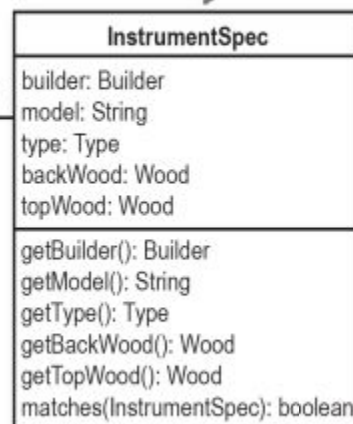 InstrumentSpec
builder: Builder
model: String
type: Type
backWood: Wood
topWood: Wood
getBuilder(): Builder
getModel(): String
getType(): Type
getBackWood(): Wood
getTopWood(): Wood
matches(InstrumentSpec): boolean